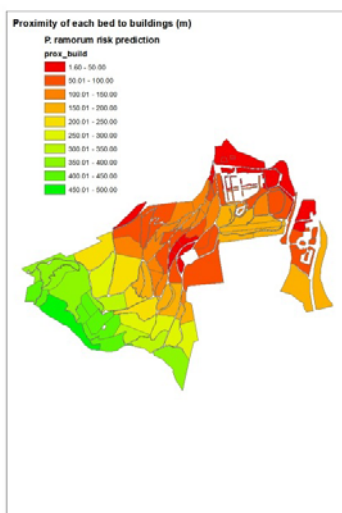 Proximity of each bed to buildings (m)
P. ramorum risk prediction
prox_build
1.60 - 50.00
50.01 - 100.00
100.01 - 150.00
150.01 - 200.00
200.01 - 250.00
250.01 - 300.00
300.01 - 350.00
350.01 - 400.00
400.01 - 450.00
450.01 - 500.00